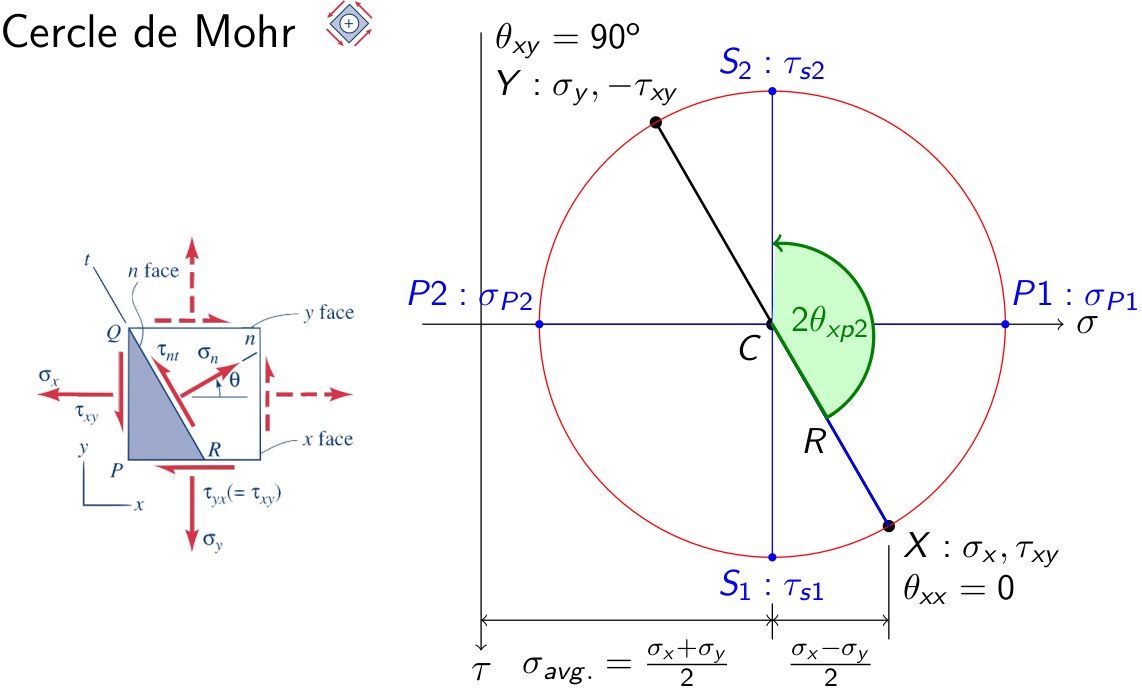 Cercle de Mohr
+
θxy = 90º
Y : σy, −τxy
S2 : τs2
P2 : σP2
P1 : σP1
σ
2θxp2
C
R
X : σx, τxy
θxx = 0
S1 : τs1
τ
σavg. = σx+σy/2
σx−σy/2
t
n face
y face
Q
n
τnt
σn
θ
σx
τxy
x face
y
R
P
x
τyx(= τxy)
σy